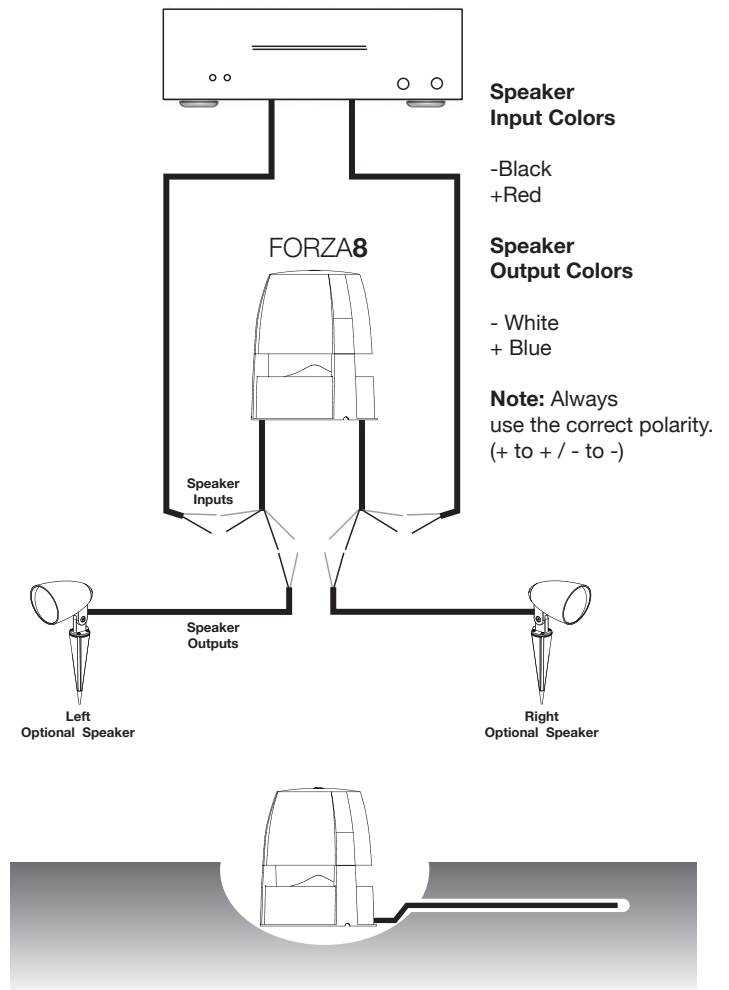 Speaker
Input Colors
-Black
+Red
FORZA8
Speaker
Output Colors
- White
+ Blue
Note: Always
use the correct polarity.
(+ to + / - to -)
Speaker
Inputs
Speaker
Outputs
Left
Optional Speaker
Right
Optional Speaker